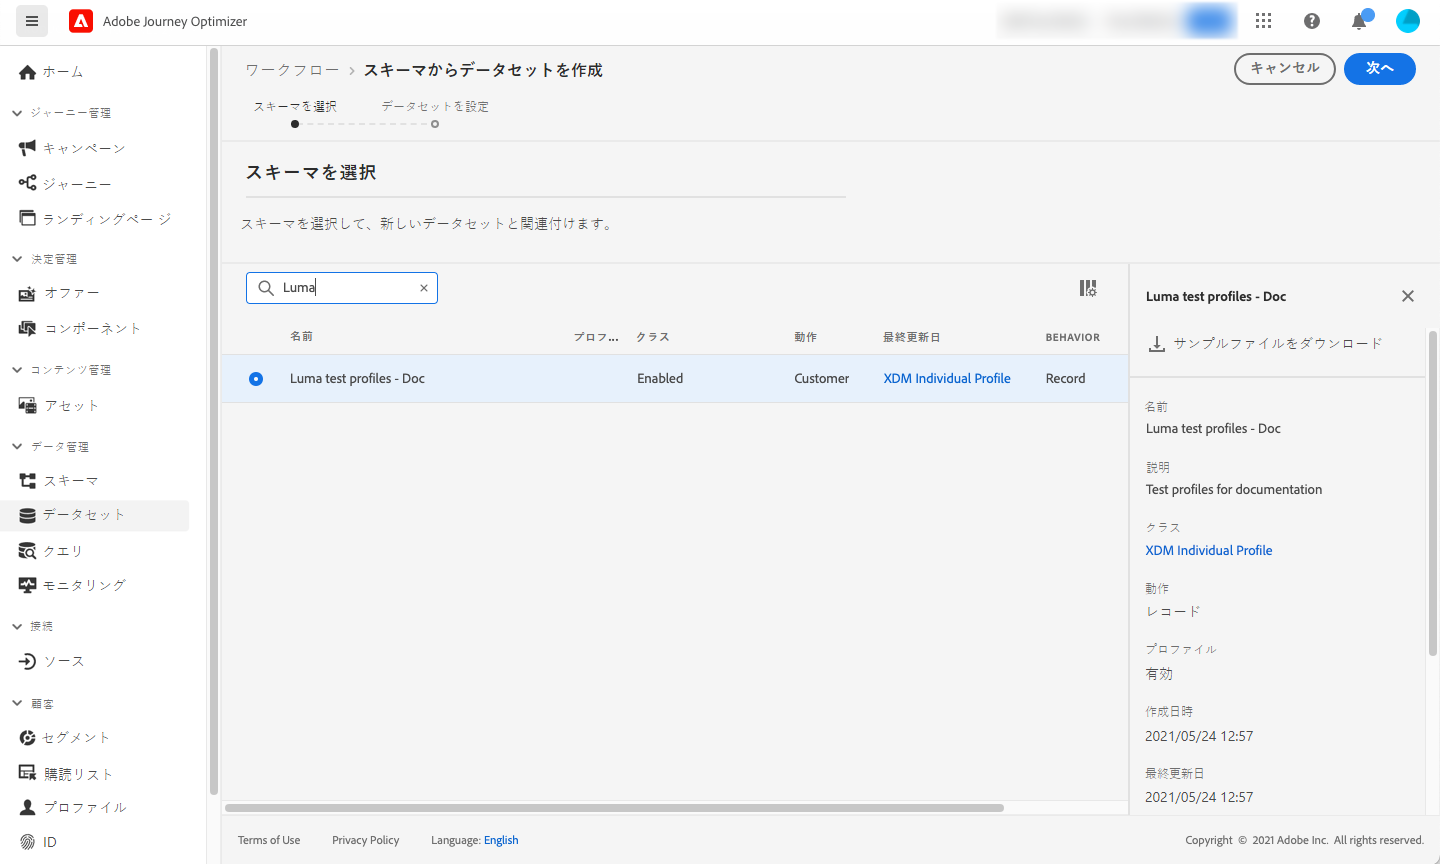 Adobe Journey Optimizer
ホーム
ジャーニー管理
キャンペーン
ジャーニー
ランディングページ
決定管理
オファー
コンポーネント
コンテンツ管理
アセット
データ管理
スキーマ
データセット
クエリ
モニタリング
接続
ソース
顧客
セグメント
購読リスト
プロファイル
ID
ワークフロー > スキーマからデータセットを作成
キャンセル
次へ
スキーマを選択
データセットを設定
スキーマを選択
スキーマを選択して、新しいデータセットと関連付けます。
Luma
名前 プロフ... クラス 動作 最終更新日 BEHAVIOR
Luma test profiles - Doc Enabled Customer XDM Individual Profile Record
Luma test profiles - Doc
サンプルファイルをダウンロード
名前
Luma test profiles - Doc
説明
Test profiles for documentation
クラス
XDM Individual Profile
動作
レコード
プロファイル
有効
作成日時
2021/05/24 12:57
最終更新日
2021/05/24 12:57
Terms of Use Privacy Policy Language: English
Copyright © 2021 Adobe Inc. All rights reserved.